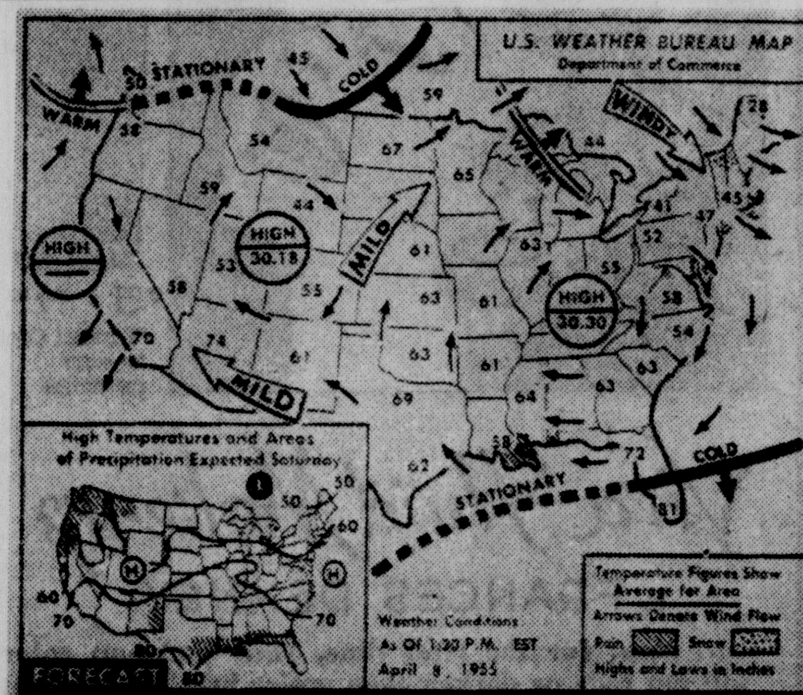 U.S. WEATHER BUREAU MAP
Department of Commerce
50 STATIONARY
45
COLD
59
WARM
58
54
67
65
WARM
44
WINDY
28
59
44
MILD
41
47
45
HIGH
HIGH
30.18
53
58
55
61
63
63
61
52
55
HIGH
30.30
58
54
70
74
MILD
61
63
69
61
64
63
63
62
58
72
STATIONARY
COLD
81
High Temperatures and Areas
of Precipitation Expected Saturday
L
50
50
60
H
H
60
70
70
80
80
FORECAST
Weather Conditions
As Of 1:30 P.M. EST
April 8, 1955
Temperature Figures Show
Average for Area
Arrows Denote Wind Flow
Rain
Snow
Highs and Lows in Inches